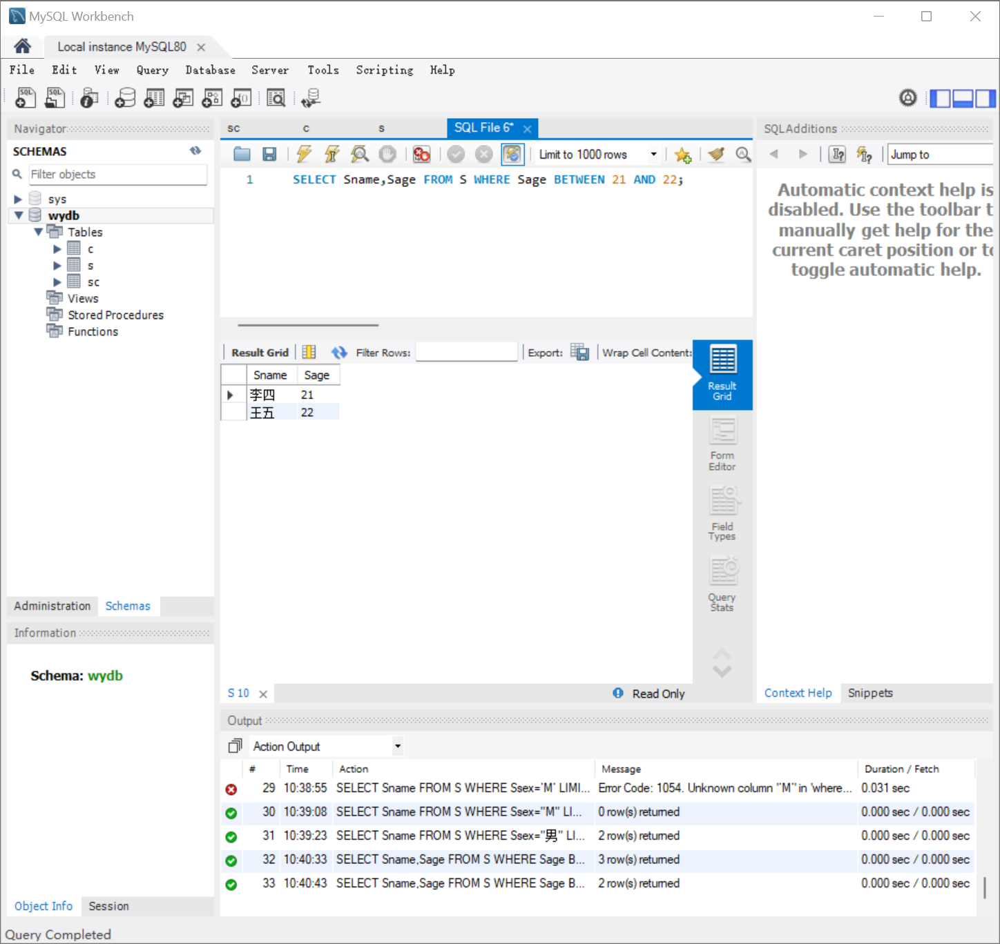 MySQL Workbench
Local instance MySQL80
File Edit View Query Database Server Tools Scripting Help
Navigator
SCHEMAS
Filter objects
sys
wydb
Tables
c
s
sc
Views
Stored Procedures
Functions
Administration Schemas
Information
Schema: wydb
Object Info Session
sc c s SQL File 6*
Limit to 1000 rows
1 SELECT Sname,Sage FROM S WHERE Sage BETWEEN 21 AND 22;
Result Grid Filter Rows: Export: Wrap Cell Content:
Sname Sage
李四 21
王五 22
Result
Grid
Form
Editor
Field
Types
Query
Stats
S 10 Read Only
SQLAdditions
Jump to
Automatic context help is
disabled. Use the toolbar t
manually get help for the
current caret position or to
toggle automatic help.
Context Help Snippets
Output
Action Output
# Time Action Message Duration / Fetch
29 10:38:55 SELECT Sname FROM S WHERE Ssex=‘M’ LIMI... Error Code: 1054. Unknown column '‘M’' in 'where... 0.031 sec
30 10:39:08 SELECT Sname FROM S WHERE Ssex="M" LI... 0 row(s) returned 0.000 sec / 0.000 sec
31 10:39:23 SELECT Sname FROM S WHERE Ssex="男" LI... 2 row(s) returned 0.000 sec / 0.000 sec
32 10:40:33 SELECT Sname,Sage FROM S WHERE Sage B... 3 row(s) returned 0.000 sec / 0.000 sec
33 10:40:43 SELECT Sname,Sage FROM S WHERE Sage B... 2 row(s) returned 0.000 sec / 0.000 sec
Query Completed